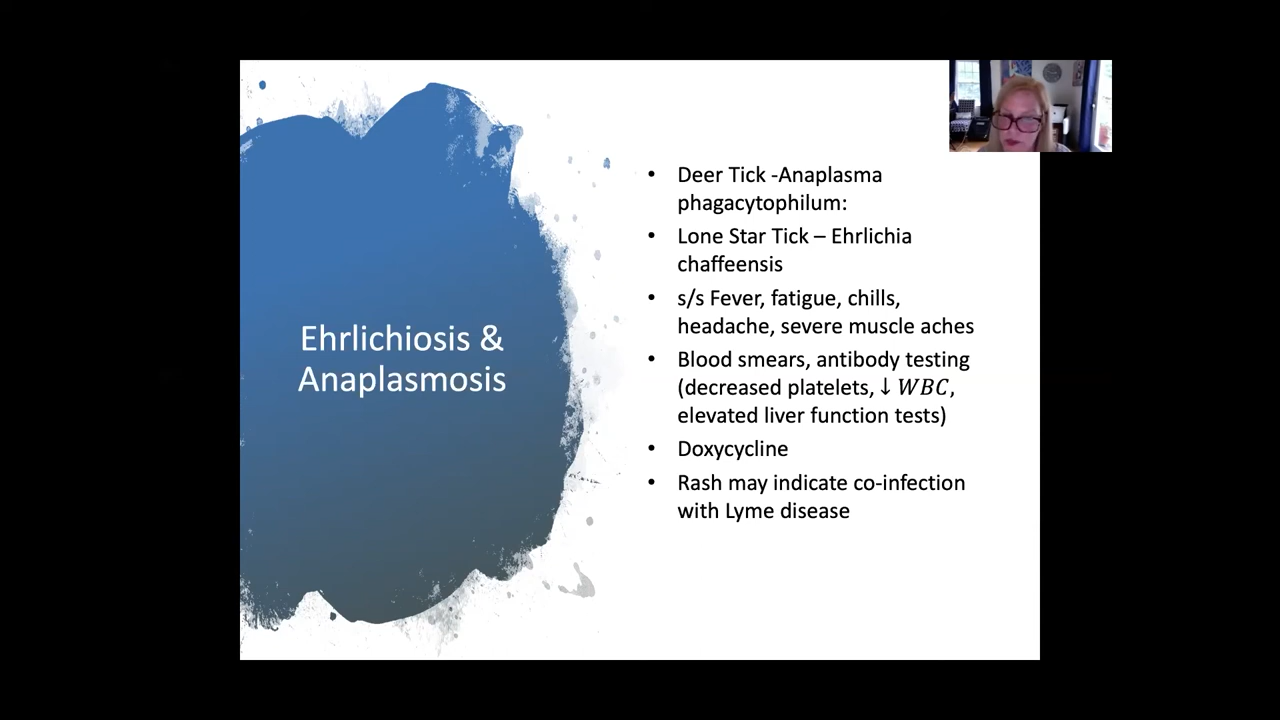 Ehrlichiosis &
Anaplasmosis
• Deer Tick -Anaplasma
phagacytophilum:
• Lone Star Tick – Ehrlichia
chaffeensis
• s/s Fever, fatigue, chills,
headache, severe muscle aches
• Blood smears, antibody testing
(decreased platelets, ↓ WBC,
elevated liver function tests)
• Doxycycline
• Rash may indicate co-infection
with Lyme disease